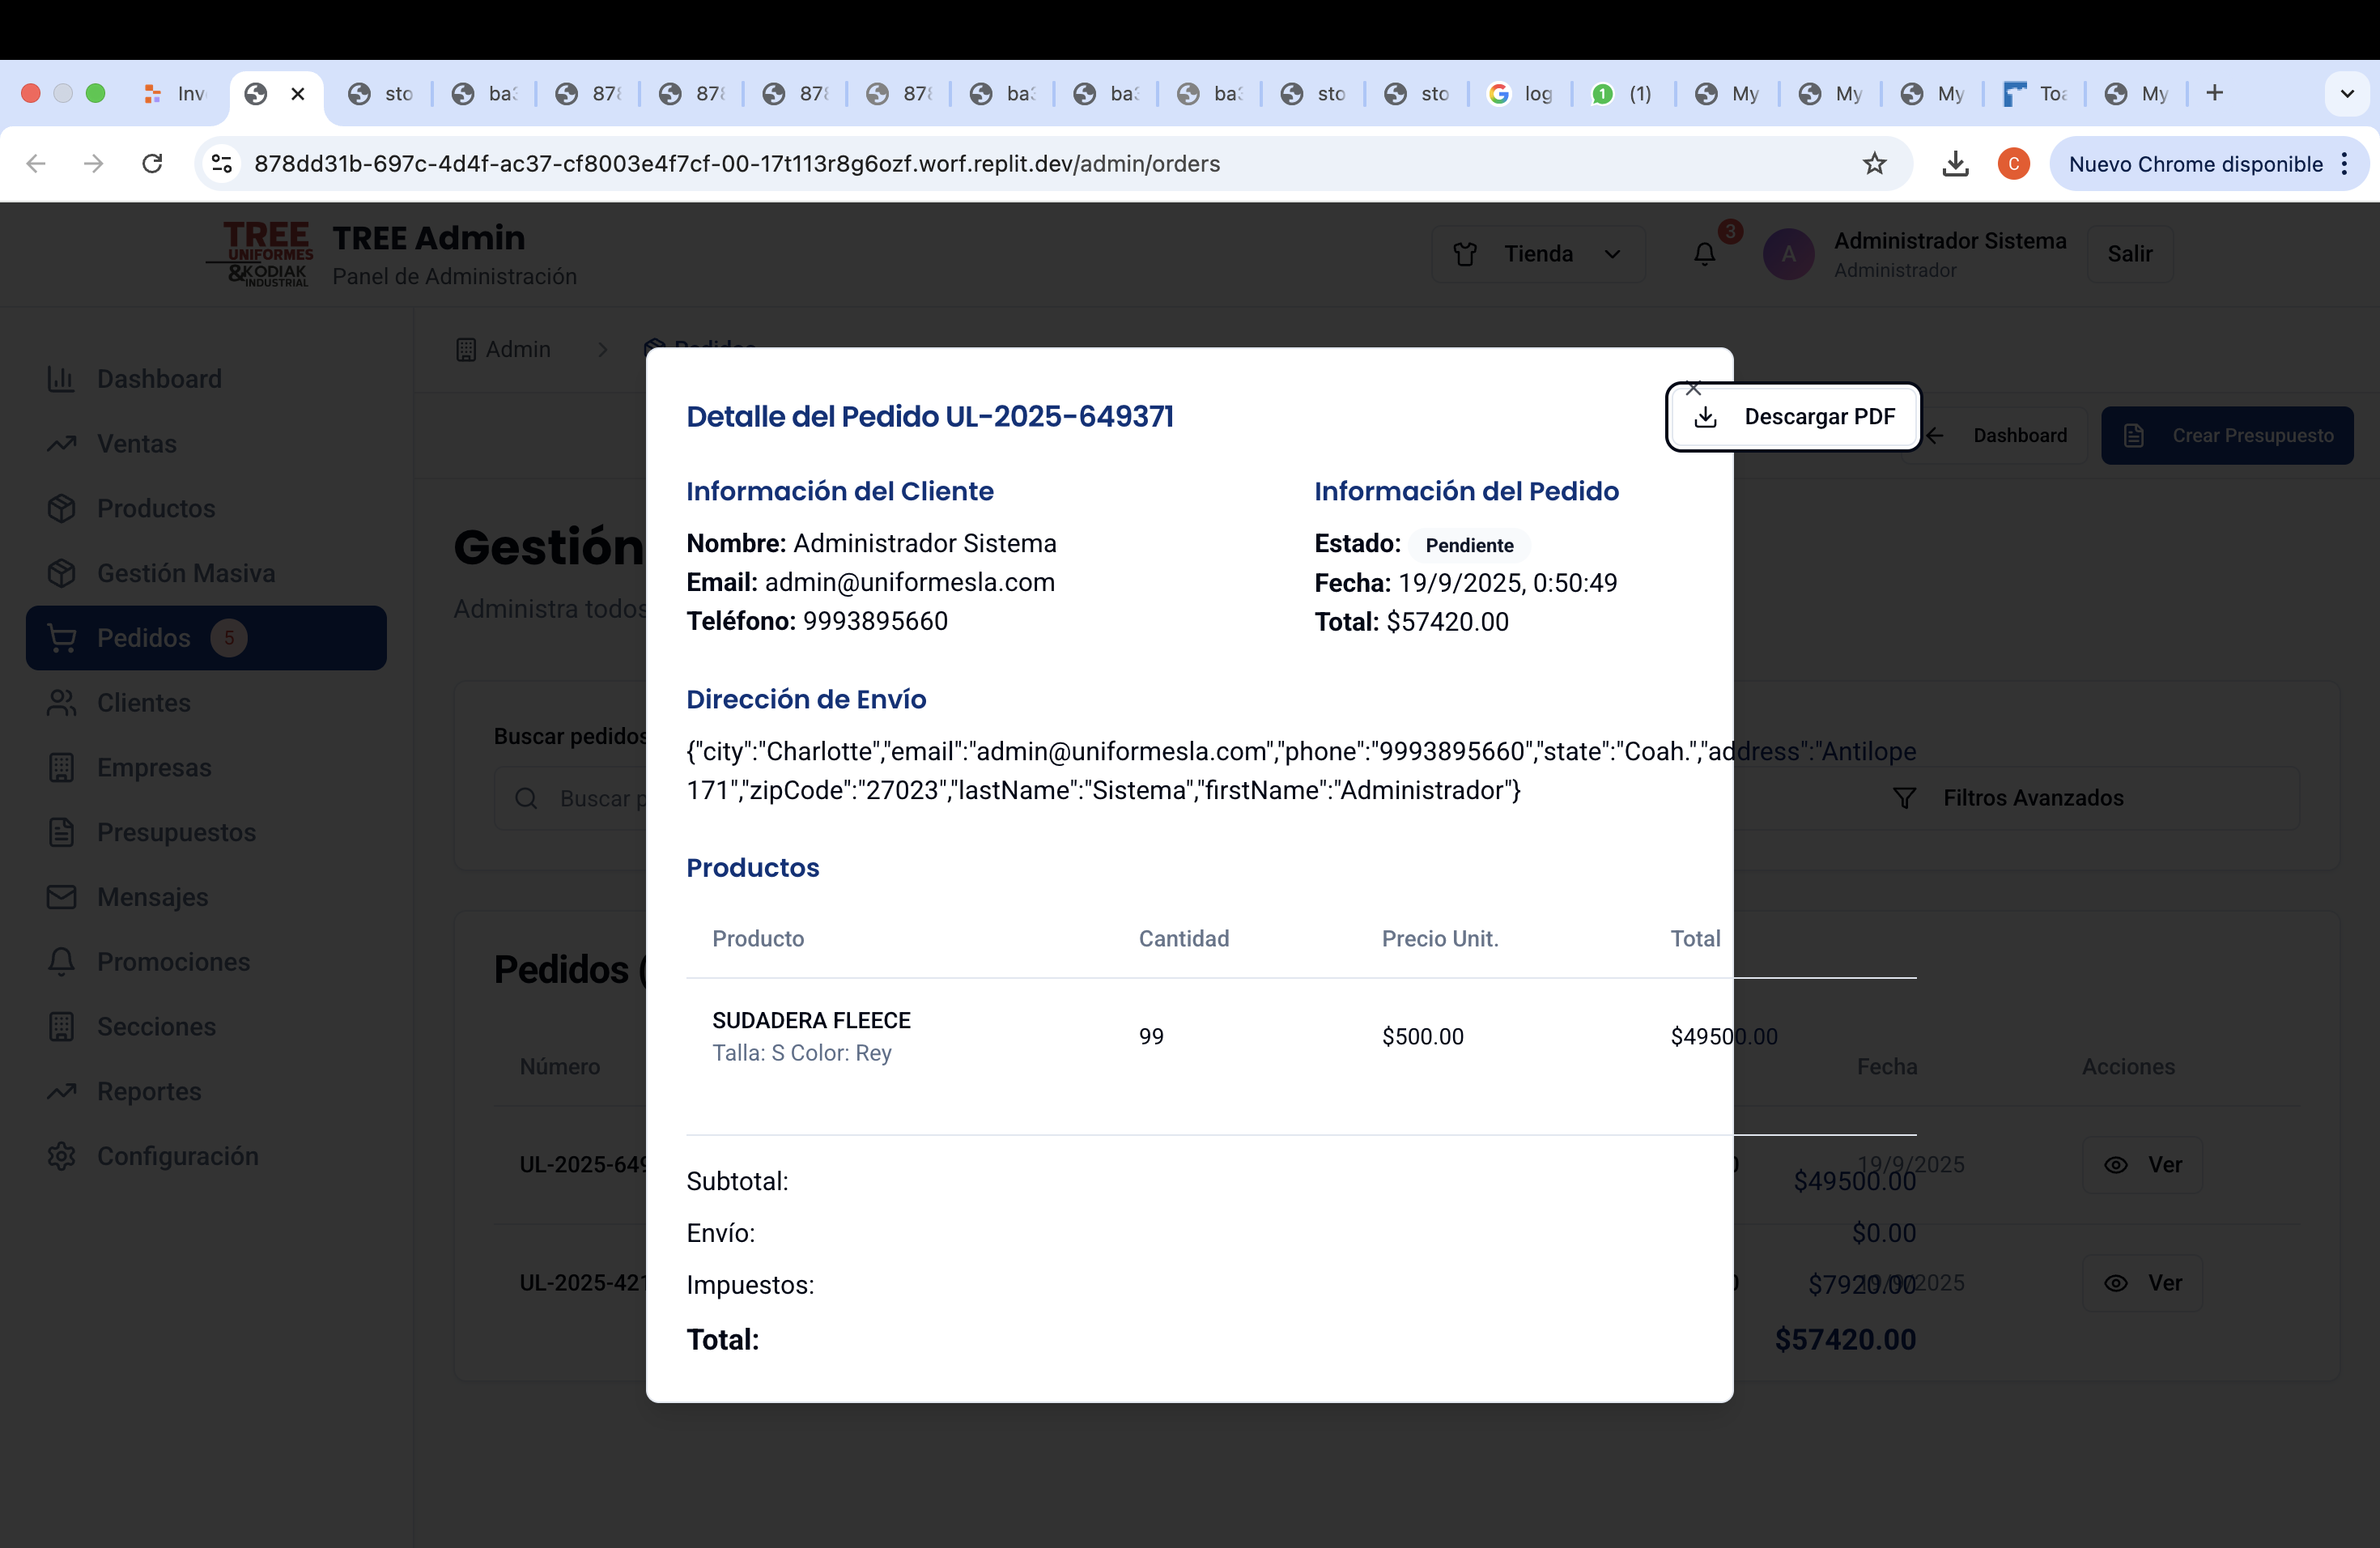 Inv
sto
ba
87
87
87
87
ba
ba
ba
sto
sto
log
(1)
My
My
My
Toa
My
878dd31b-697c-4d4f-ac37-cf8003e4f7cf-00-17t113r8g6ozf.worf.replit.dev/admin/orders
C
Nuevo Chrome disponible
TREE
UNIFORMES
&KODIAK
INDUSTRIAL
TREE Admin
Panel de Administración
Tienda
3
A
Administrador Sistema
Administrador
Salir
Admin
Pedidos
Dashboard
Ventas
Productos
Gestión Masiva
Pedidos 5
Clientes
Empresas
Presupuestos
Mensajes
Promociones
Secciones
Reportes
Configuración
Dashboard
Crear Presupuesto
Gestión
Administra todos
Buscar pedidos
Buscar p
Filtros Avanzados
Pedidos (
Número
Fecha
Acciones
UL-2025-649
19/9/2025
Ver
UL-2025-421
19/9/2025
Ver
Detalle del Pedido UL-2025-649371
Descargar PDF
Información del Cliente
Nombre: Administrador Sistema
Email: admin@uniformesla.com
Teléfono: 9993895660
Información del Pedido
Estado: Pendiente
Fecha: 19/9/2025, 0:50:49
Total: $57420.00
Dirección de Envío
{"city":"Charlotte","email":"admin@uniformesla.com","phone":"9993895660","state":"Coah.","address":"Antilope
171","zipCode":"27023","lastName":"Sistema","firstName":"Administrador"}
Productos
Producto Cantidad Precio Unit. Total
SUDADERA FLEECE 99 $500.00 $49500.00
Talla: S Color: Rey
Subtotal: $49500.00
Envío: $0.00
Impuestos: $7920.00
Total: $57420.00